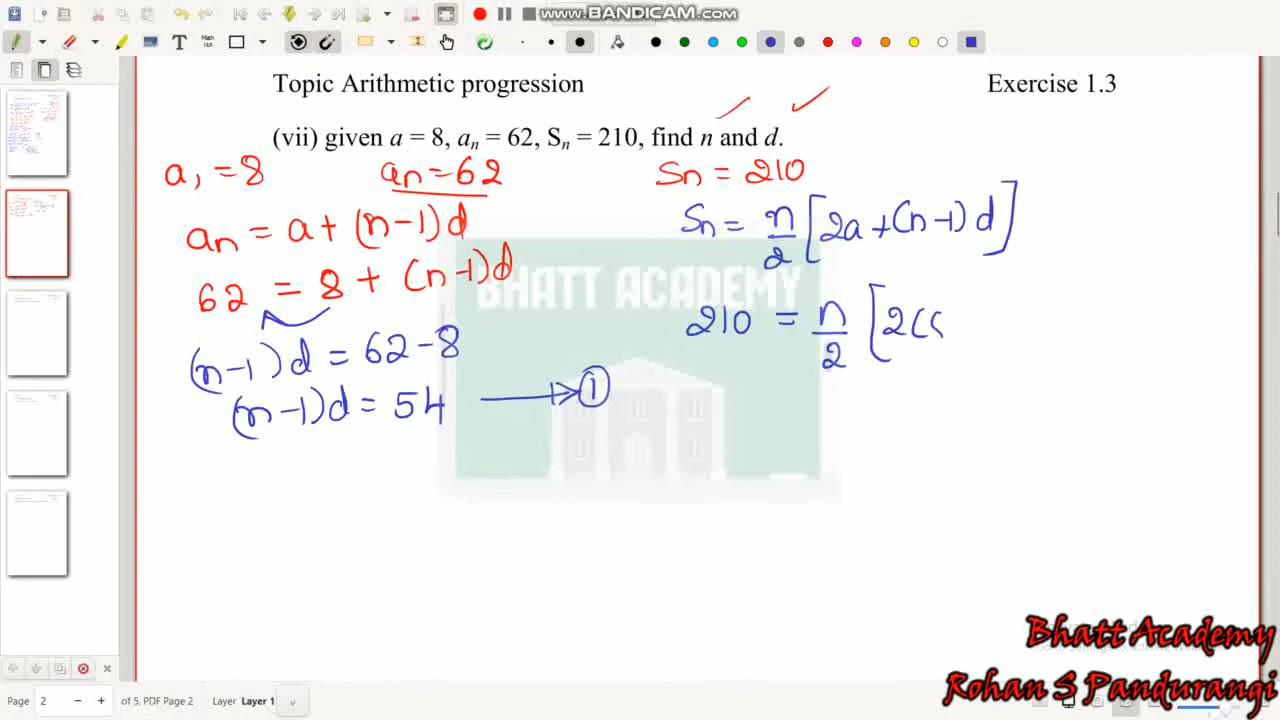 www.BANDICAM.com
Topic Arithmetic progression Exercise 1.3
(vii) given a = 8, aₙ = 62, Sₙ = 210, find n and d.
a₁ = 8 aₙ = 62 Sₙ = 210
aₙ = a + (n-1)d Sₙ = n/2 [2a + (n-1)d]
62 = 8 + (n-1)d 210 = n/2 [2(
(n-1)d = 62 - 8
(n-1)d = 54 ①
BHATT ACADEMY
Bhatt Academy
Rohan S Pandurangi
Page 2 of 5, PDF Page 2 Layer Layer 1